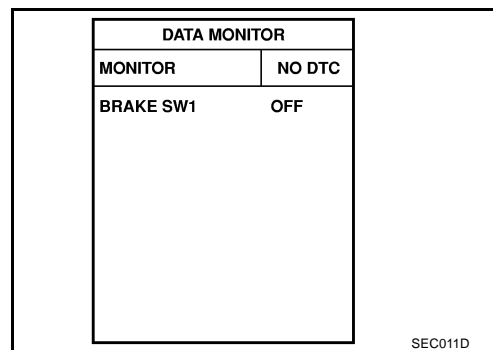 DATA MONITOR
MONITOR NO DTC
BRAKE SW1 OFF
SEC011D